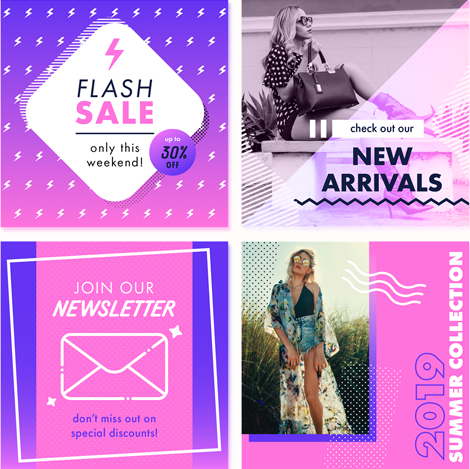 FLASH
SALE
only this
weekend!
up to
30%
OFF
check out our
NEW
ARRIVALS
JOIN OUR
NEWSLETTER
don't miss out on
special discounts!
2019
SUMMER COLLECTION